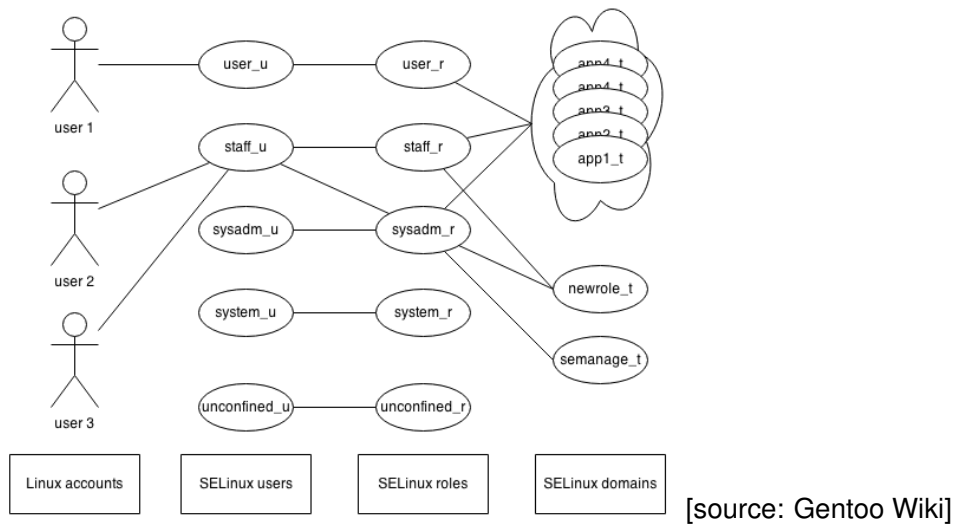 user 1
user 2
user 3
user_u
staff_u
sysadm_u
system_u
unconfined_u
user_r
staff_r
sysadm_r
system_r
unconfined_r
app4_t
app4_t
app3_t
app2_t
app1_t
newrole_t
semanage_t
Linux accounts
SELinux users
SELinux roles
SELinux domains
[source: Gentoo Wiki]